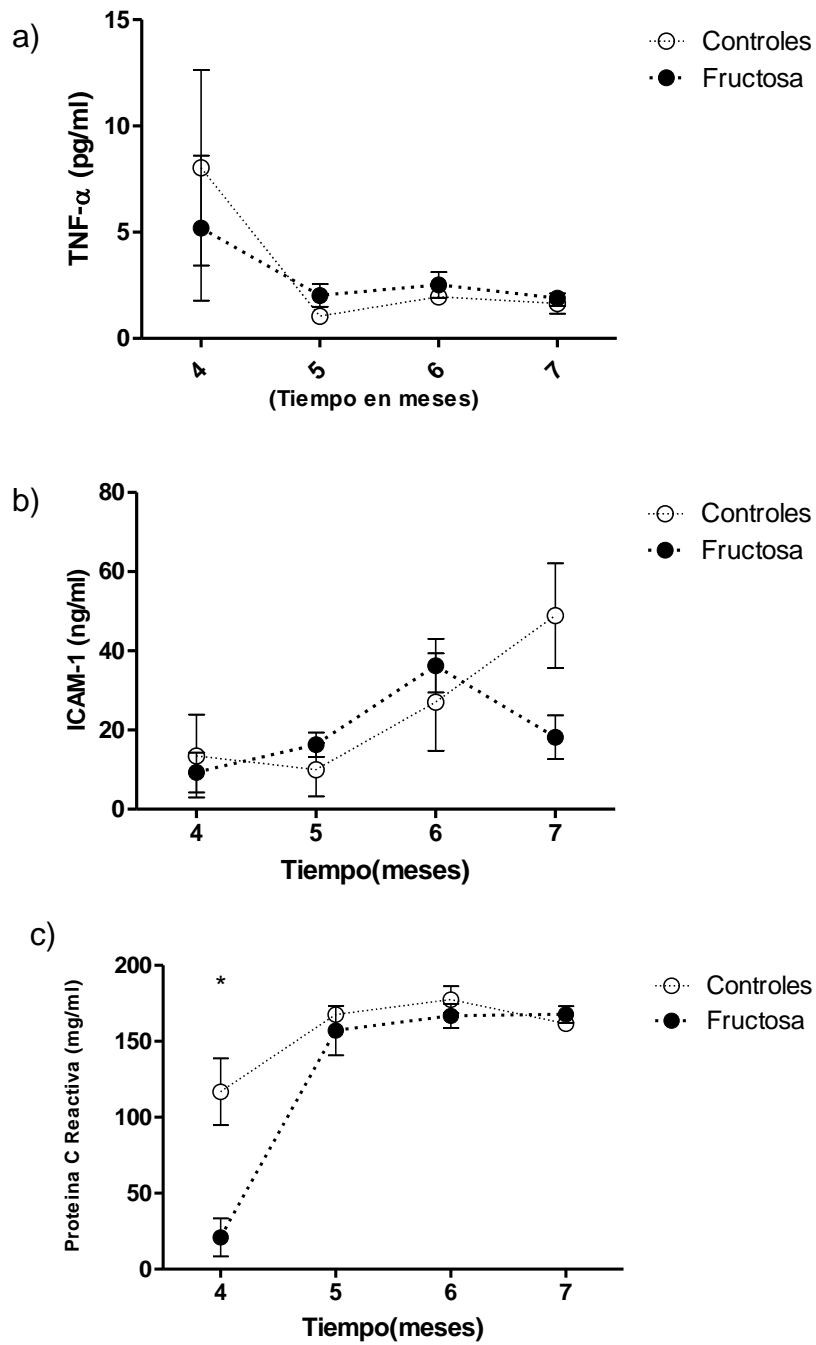 a)
TNF-α (pg/ml)
15
10
5
0
4
5
6
7
(Tiempo en meses)
Controles
Fructosa
b)
ICAM-1 (ng/ml)
80
60
40
20
0
4
5
6
7
Tiempo(meses)
Controles
Fructosa
c)
Proteina C Reactiva (mg/ml)
200
150
100
50
0
*
4
5
6
7
Tiempo(meses)
Controles
Fructosa